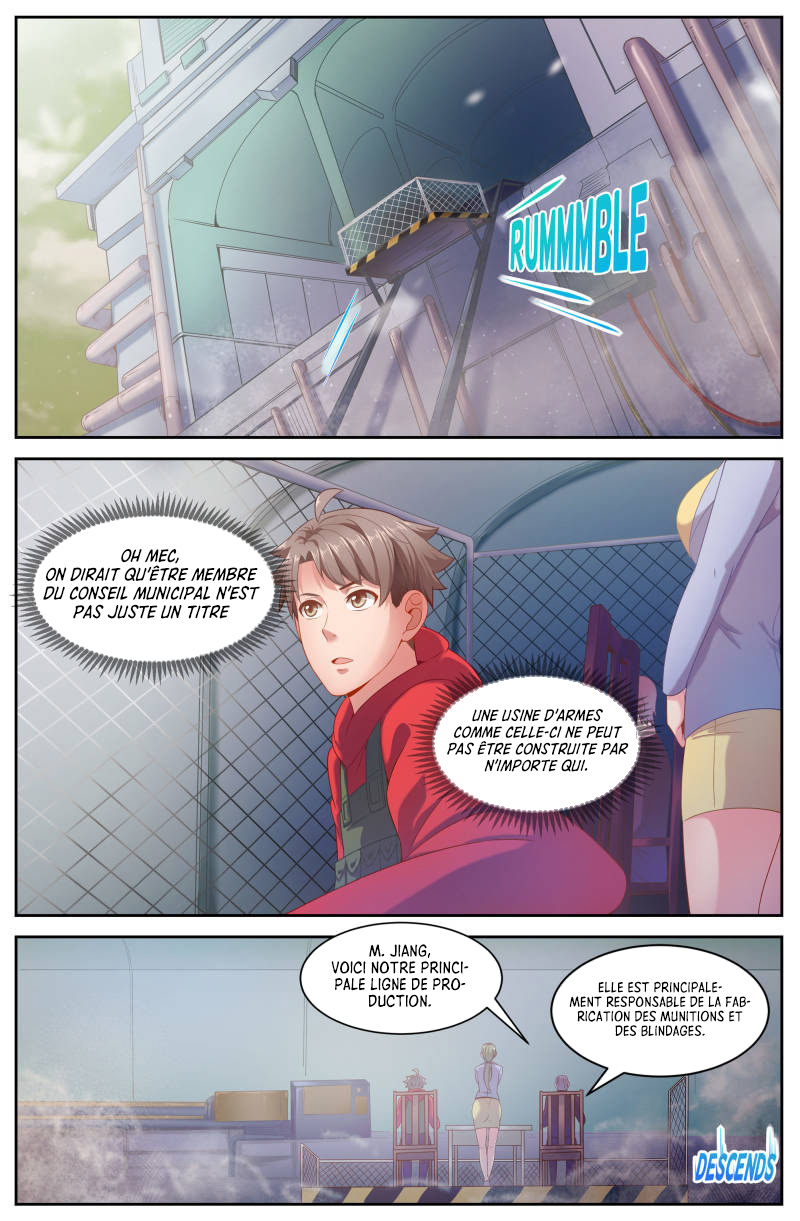 RUMMMBLE
OH MEC,
ON DIRAIT QU'ÊTRE MEMBRE
DU CONSEIL MUNICIPAL N'EST
PAS JUSTE UN TITRE
UNE USINE D'ARMES
COMME CELLE-CI NE PEUT
PAS ÊTRE CONSTRUITE PAR
N'IMPORTE QUI.
M. JIANG,
VOICI NOTRE PRINCI-
PALE LIGNE DE PRO-
DUCTION.
ELLE EST PRINCIPALE-
MENT RESPONSABLE DE LA FAB-
RICATION DES MUNITIONS ET
DES BLINDAGES.
DESCENDS